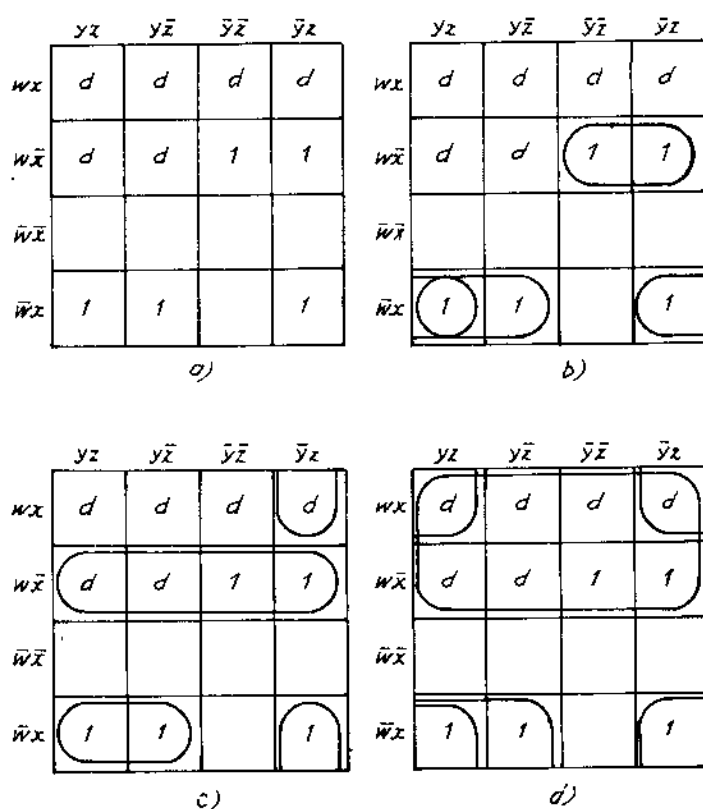 yz yz̄ ȳz̄ ȳz
wx d d d d
wx̄ d d 1 1
w̄x̄
w̄x 1 1 1
a)
yz yz̄ ȳz̄ ȳz
wx d d d d
wx̄ d d 1 1
w̄x̄
w̄x 1 1 1
b)
yz yz̄ ȳz̄ ȳz
wx d d d d
wx̄ d d 1 1
w̄x̄
w̄x 1 1 1
c)
yz yz̄ ȳz̄ ȳz
wx d d d d
wx̄ d d 1 1
w̄x̄
w̄x 1 1 1
d)